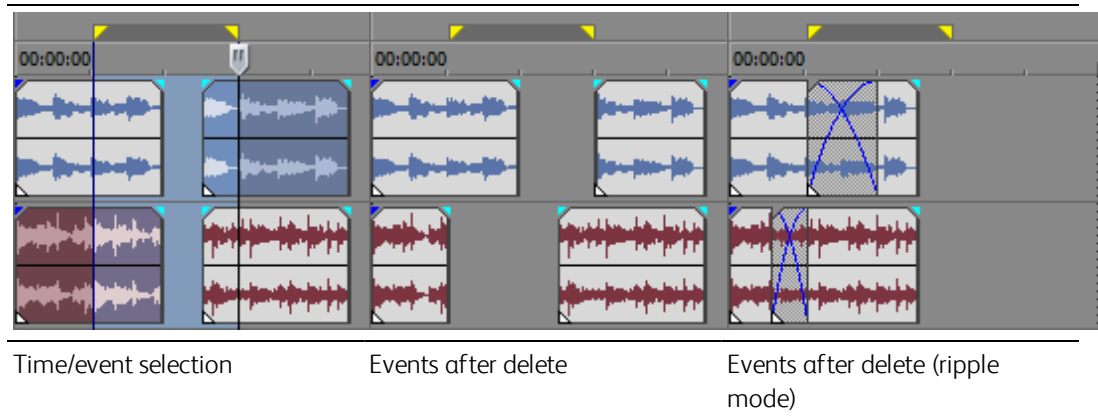 00:00:00
00:00:00
00:00:00
Time/event selection
Events after delete
Events after delete (ripple
mode)